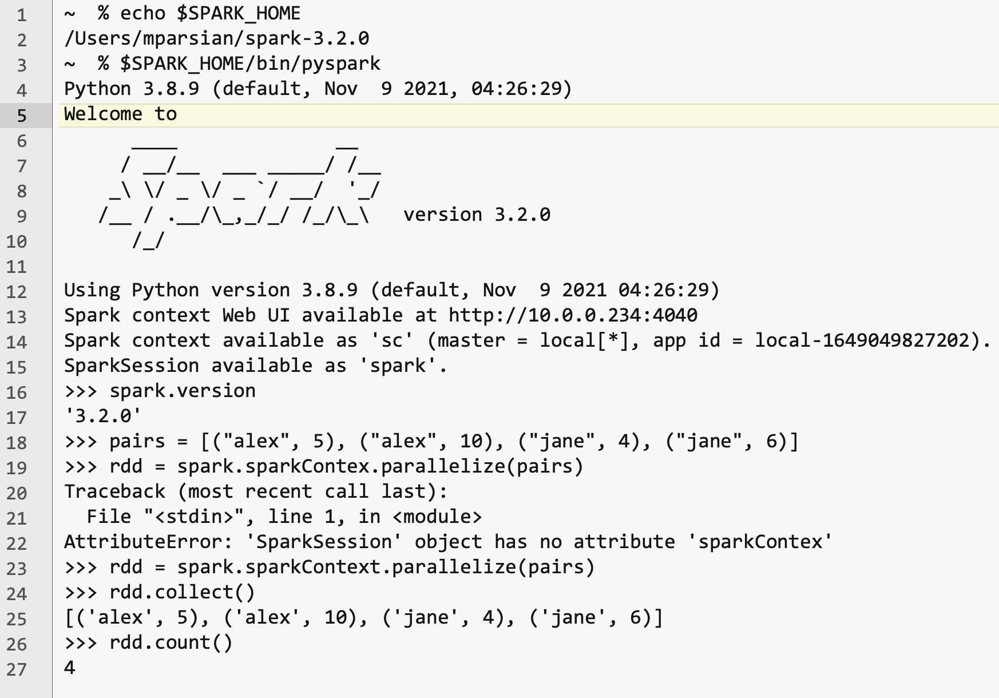 1 ~  % echo $SPARK_HOME
2 /Users/mparsian/spark-3.2.0
3 ~  % $SPARK_HOME/bin/pyspark
4 Python 3.8.9 (default, Nov  9 2021, 04:26:29)
5 Welcome to
6       ____              __
7      / __/__  ___ _____/ /__
8     _\ \/ _ \/ _ `/ __/  '_/
9    /__ / .__/\_,_/_/ /_/\_\   version 3.2.0
10       /_/
11
12 Using Python version 3.8.9 (default, Nov  9 2021 04:26:29)
13 Spark context Web UI available at http://10.0.0.234:4040
14 Spark context available as 'sc' (master = local[*], app id = local-1649049827202).
15 SparkSession available as 'spark'.
16 >>> spark.version
17 '3.2.0'
18 >>> pairs = [("alex", 5), ("alex", 10), ("jane", 4), ("jane", 6)]
19 >>> rdd = spark.sparkContex.parallelize(pairs)
20 Traceback (most recent call last):
21   File "<stdin>", line 1, in <module>
22 AttributeError: 'SparkSession' object has no attribute 'sparkContex'
23 >>> rdd = spark.sparkContext.parallelize(pairs)
24 >>> rdd.collect()
25 [('alex', 5), ('alex', 10), ('jane', 4), ('jane', 6)]
26 >>> rdd.count()
27 4